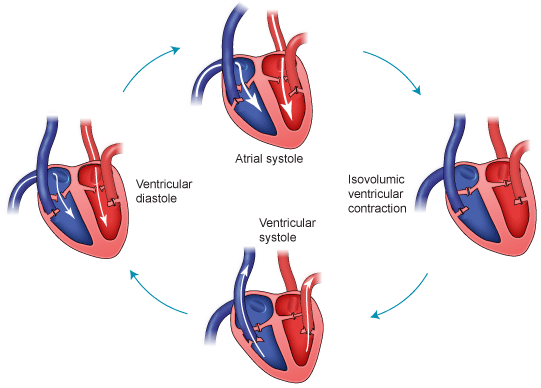 Atrial systole
Isovolumic
ventricular
contraction
Ventricular
systole
Ventricular
diastole